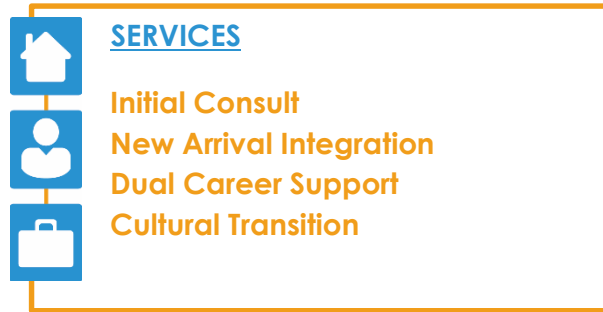 SERVICES
Initial Consult
New Arrival Integration
Dual Career Support
Cultural Transition